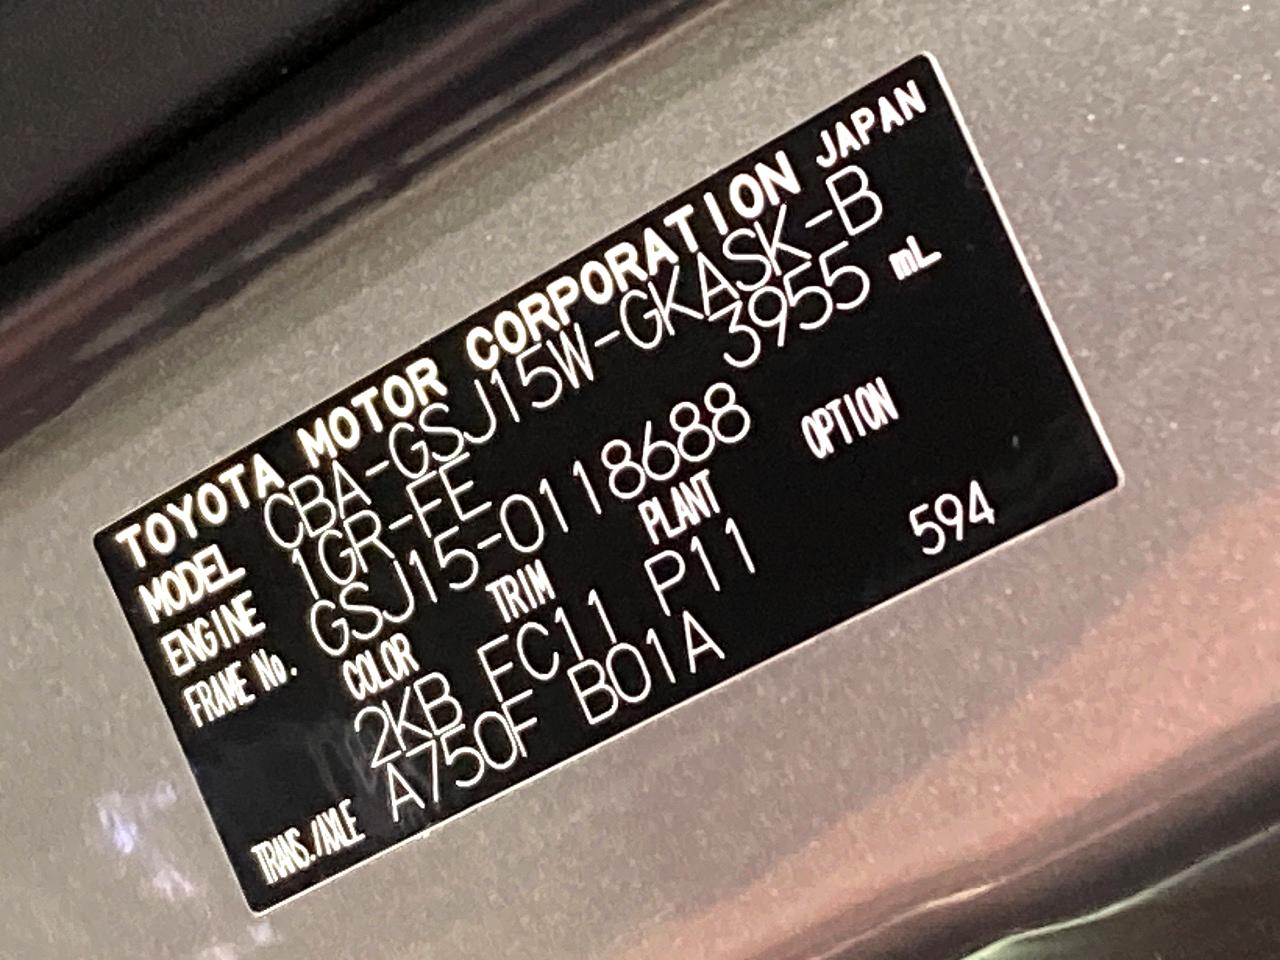 TOYOTA MOTOR CORPORATION JAPAN
MODEL CBA-GSJ15W-GKASK-B
ENGINE 1GR-FE 3955 mL
FRAME No. GSJ15-0118688
COLOR TRIM PLANT OPTION
2KB FC11 P11
TRANS./AXLE A750F B01A 594